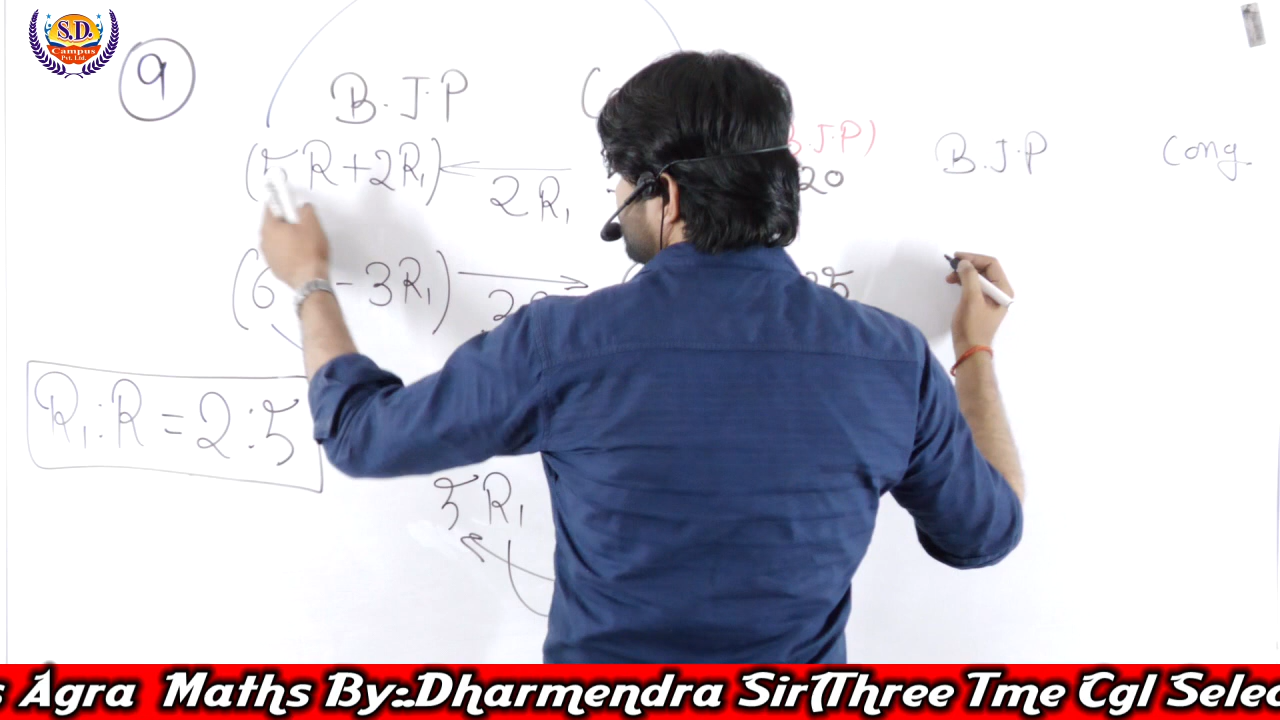 S.D.
Campus
Pvt. Ltd.
9
B.J.P
B.J.P)
B.J.P
Cong.
(5R+2R₁)
2R₁
20
(6 - 3R₁)
25
R₁:R = 2:5
5R₁
s Agra Maths By:-Dharmendra Sir(Three Tme Cgl Selec